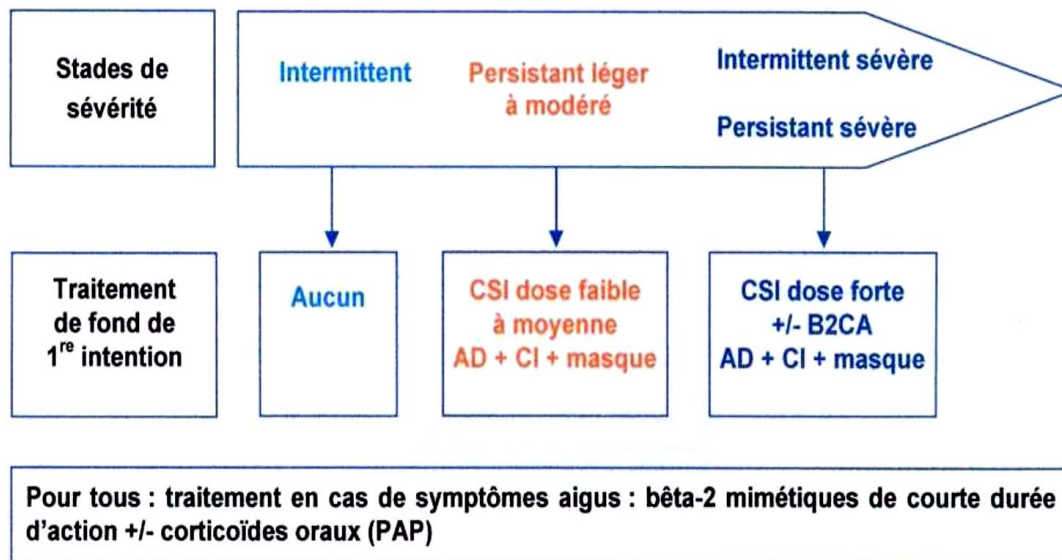 Stades de
sévérité
Intermittent
Persistant léger
à modéré
Intermittent sévère
Persistant sévère
Traitement
de fond de
1re intention
Aucun
CSI dose faible
à moyenne
AD + CI + masque
CSI dose forte
+/- B2CA
AD + CI + masque
Pour tous : traitement en cas de symptômes aigus : bêta-2 mimétiques de courte durée
d'action +/- corticoïdes oraux (PAP)